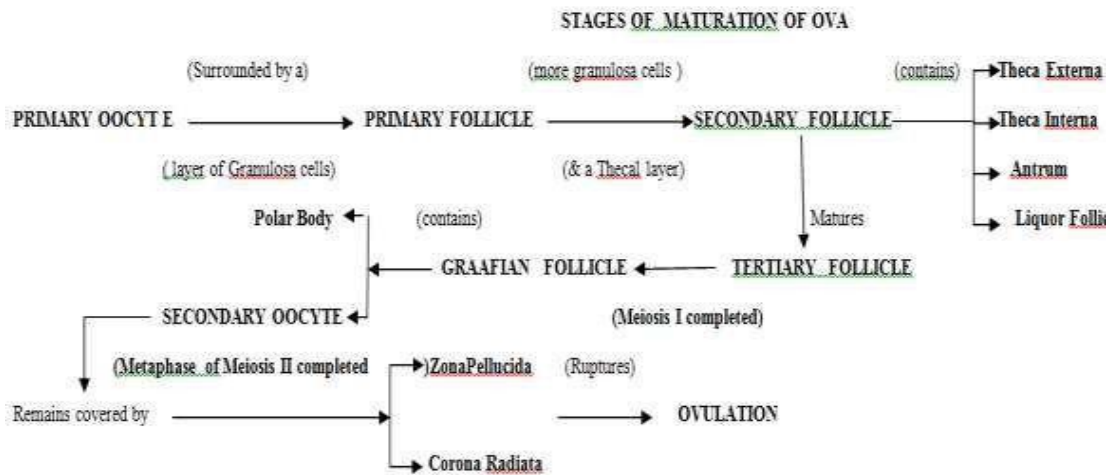 STAGES OF MATURATION OF OVA
(Surrounded by a) (more granulosa cells ) (contains) Theca Externa
PRIMARY OOCYT E PRIMARY FOLLICLE SECONDARY FOLLICLE Theca Interna
( layer of Granulosa cells) (& a Thecal layer) Antrum
Polar Body (contains) Matures Liquor
GRAAFIAN FOLLICLE TERTIARY FOLLICLE
SECONDARY OOCYTE (Meiosis I completed)
(Metaphase of Meiosis II completed )ZonaPellucida (Ruptures)
Remains covered by OVULATION
Corona Radiata